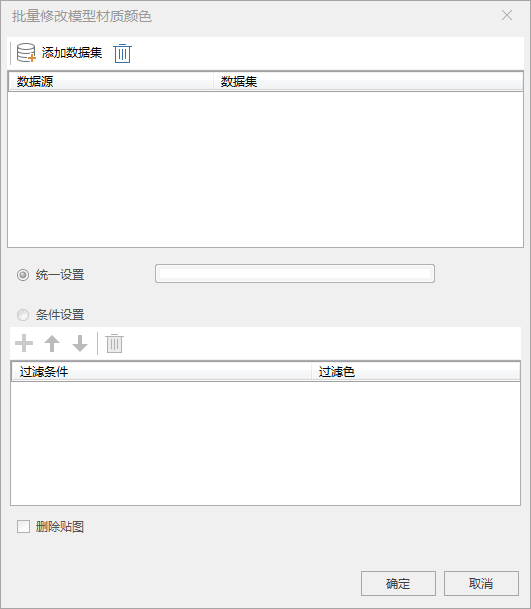 批量修改模型材质颜色
添加数据集
数据源 数据集
统一设置
条件设置
过滤条件 过滤色
删除贴图
确定 取消